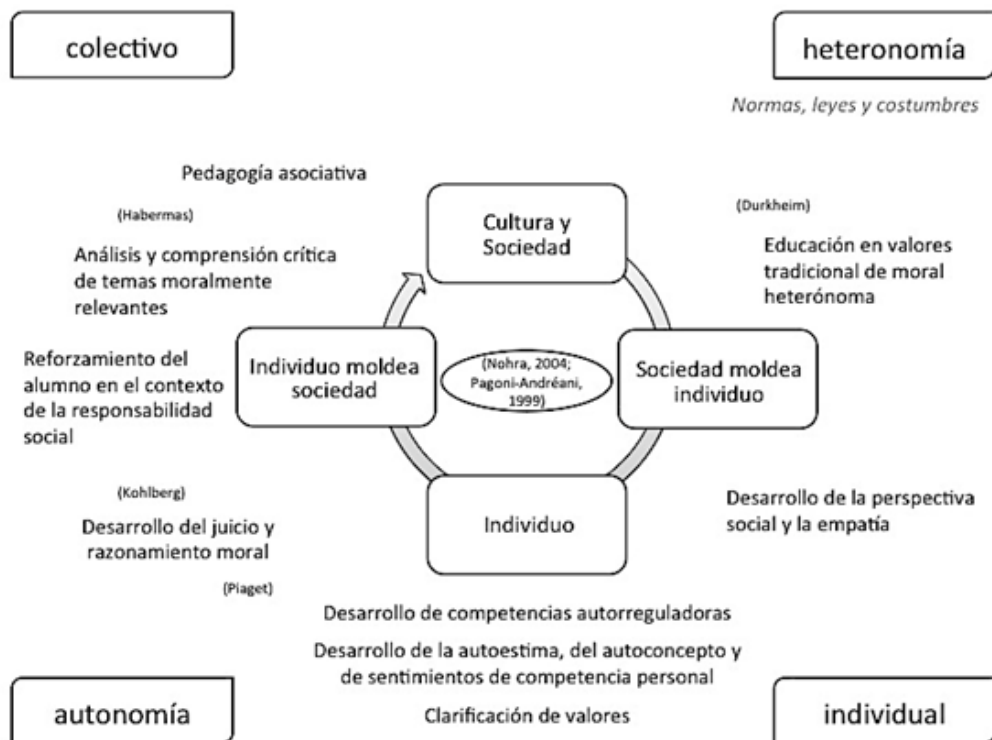 colectivo
heteronomía
Normas, leyes y costumbres
Pedagogía asociativa
(Habermas)
Análisis y comprensión crítica
de temas moralmente
relevantes
Cultura y
Sociedad
(Durkheim)
Educación en valores
tradicional de moral
heterónoma
Reforzamiento del
alumno en el contexto
de la responsabilidad
social
Individuo moldea
sociedad
(Nohra, 2004;
Pagoni-Andréani,
1999)
Sociedad moldea
individuo
(Kohlberg)
Desarrollo del juicio y
razonamiento moral
(Piaget)
Individuo
Desarrollo de la perspectiva
social y la empatía
Desarrollo de competencias autorreguladoras
Desarrollo de la autoestima, del autoconcepto y
de sentimientos de competencia personal
Clarificación de valores
autonomía
individual